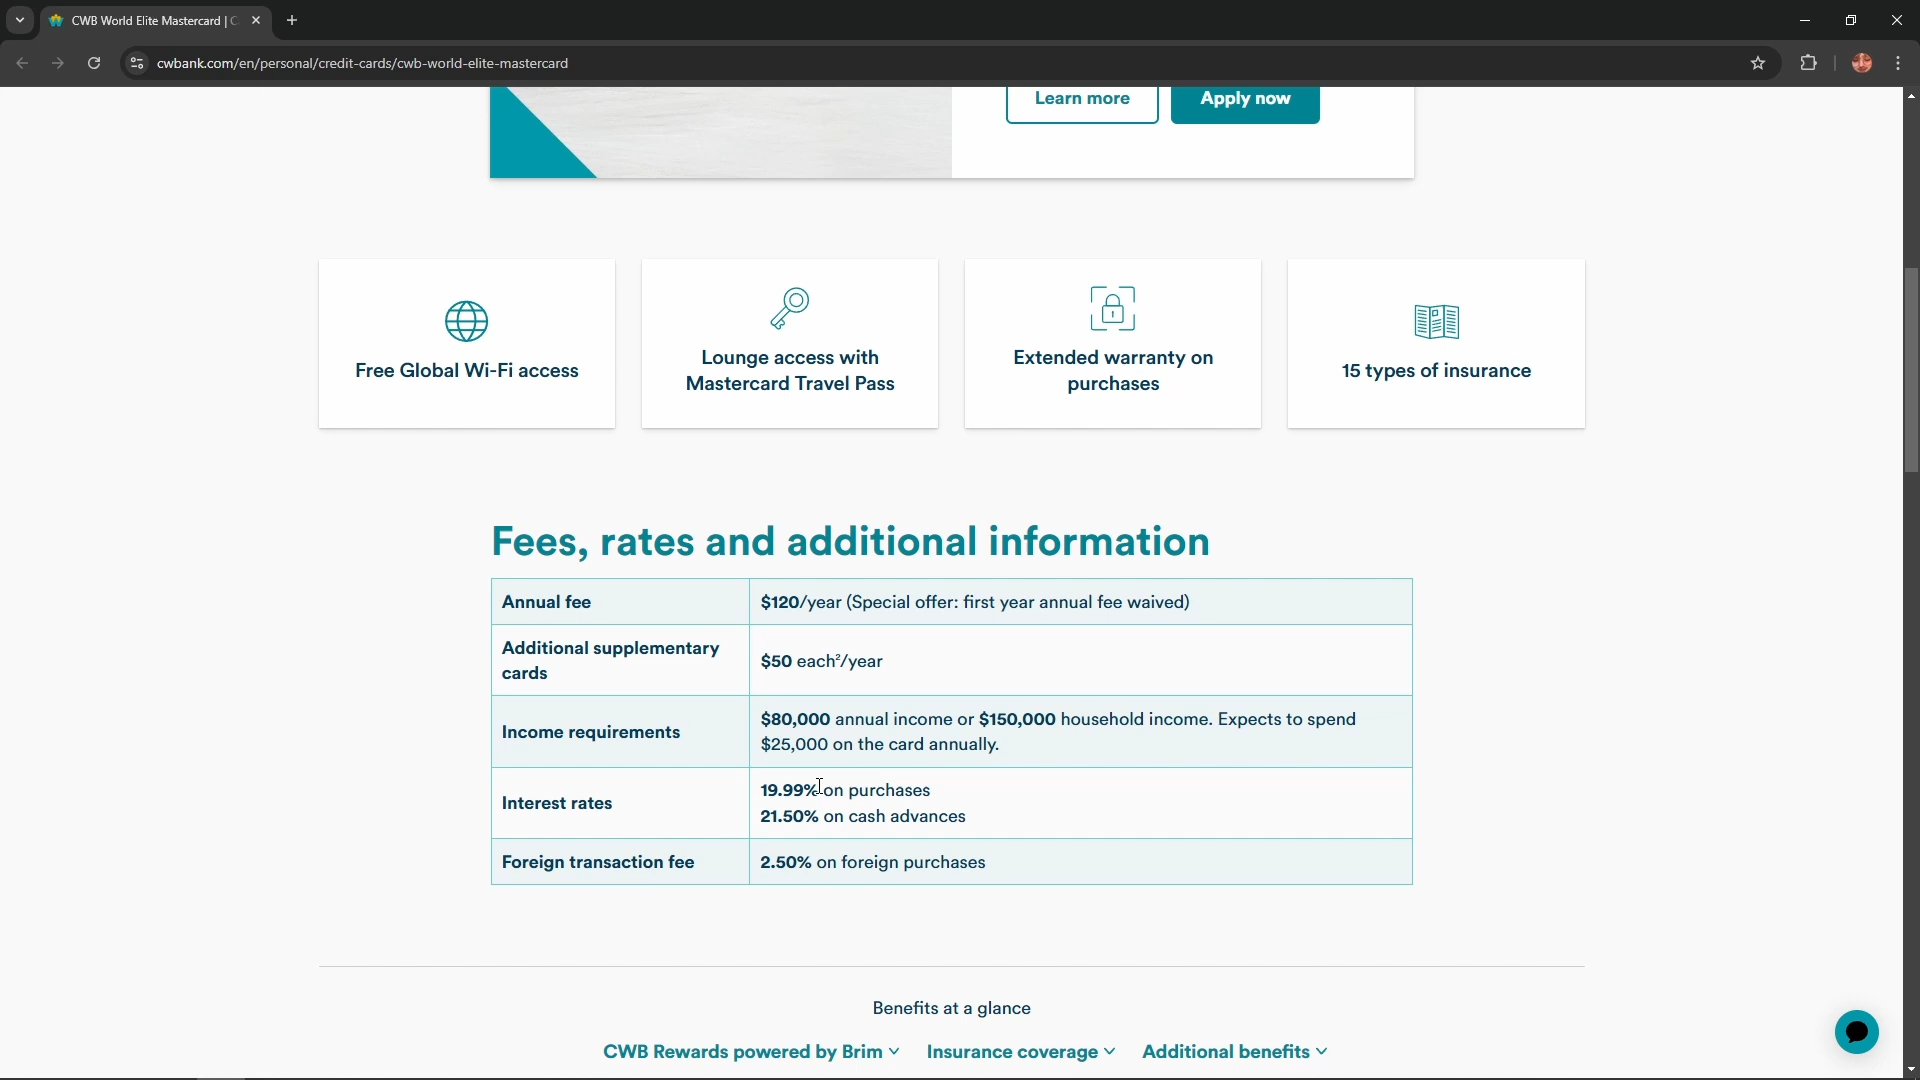 CWB World Elite Mastercard | C
cwbank.com/en/personal/credit-cards/cwb-world-elite-mastercard
Learn more
Apply now
Free Global Wi-Fi access
Lounge access with
Mastercard Travel Pass
Extended warranty on
purchases
15 types of insurance
Fees, rates and additional information
Annual fee
$120/year (Special offer: first year annual fee waived)
Additional supplementary
cards
$50 each²/year
Income requirements
$80,000 annual income or $150,000 household income. Expects to spend
$25,000 on the card annually.
Interest rates
19.99% on purchases
21.50% on cash advances
Foreign transaction fee
2.50% on foreign purchases
Benefits at a glance
CWB Rewards powered by Brim
Insurance coverage
Additional benefits